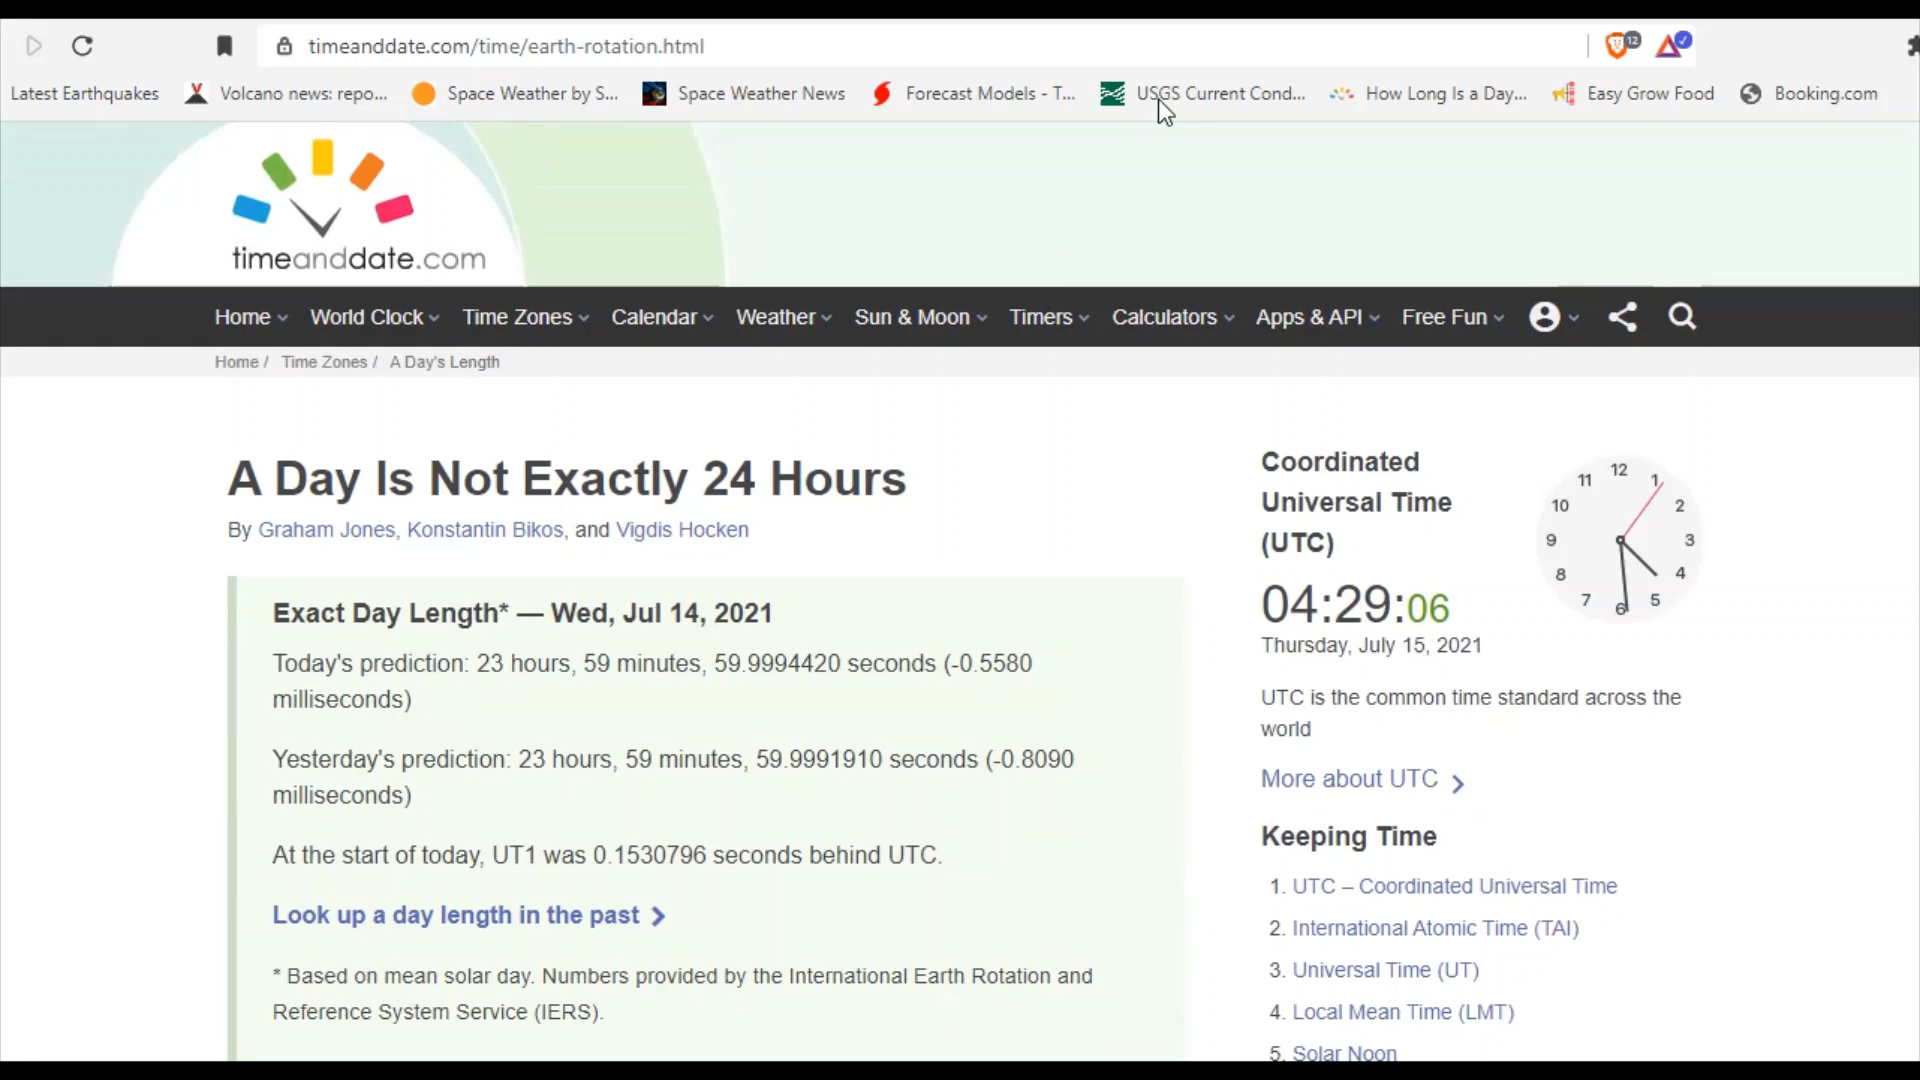 timeanddate.com/time/earth-rotation.html
12
Latest Earthquakes
Volcano news: repo...
Space Weather by S...
Space Weather News
Forecast Models - T...
USGS Current Cond...
How Long Is a Day...
Easy Grow Food
Booking.com
timeanddate.com
Home
World Clock
Time Zones
Calendar
Weather
Sun & Moon
Timers
Calculators
Apps & API
Free Fun
Home / Time Zones / A Day's Length
A Day Is Not Exactly 24 Hours
By Graham Jones, Konstantin Bikos, and Vigdis Hocken
Exact Day Length* — Wed, Jul 14, 2021
Today's prediction: 23 hours, 59 minutes, 59.9994420 seconds (-0.5580
milliseconds)
Yesterday's prediction: 23 hours, 59 minutes, 59.9991910 seconds (-0.8090
milliseconds)
At the start of today, UT1 was 0.1530796 seconds behind UTC.
Look up a day length in the past
* Based on mean solar day. Numbers provided by the International Earth Rotation and
Reference System Service (IERS).
Coordinated
Universal Time
(UTC)
04:29:06
Thursday, July 15, 2021
12
1
2
3
4
5
6
7
8
9
10
11
UTC is the common time standard across the
world
More about UTC
Keeping Time
1. UTC – Coordinated Universal Time
2. International Atomic Time (TAI)
3. Universal Time (UT)
4. Local Mean Time (LMT)
5. Solar Noon